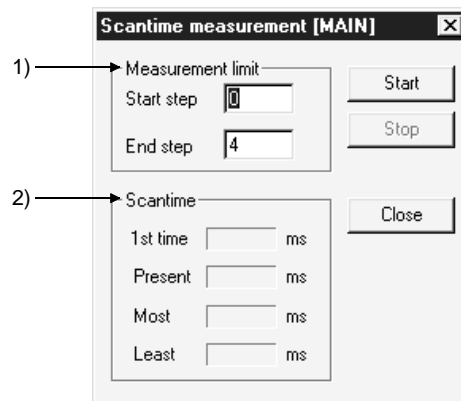 Scantime measurement [MAIN]
1)
Measurement limit
Start step 0
End step 4
Start
Stop
2)
Scantime
1st time ms
Present ms
Most ms
Least ms
Close